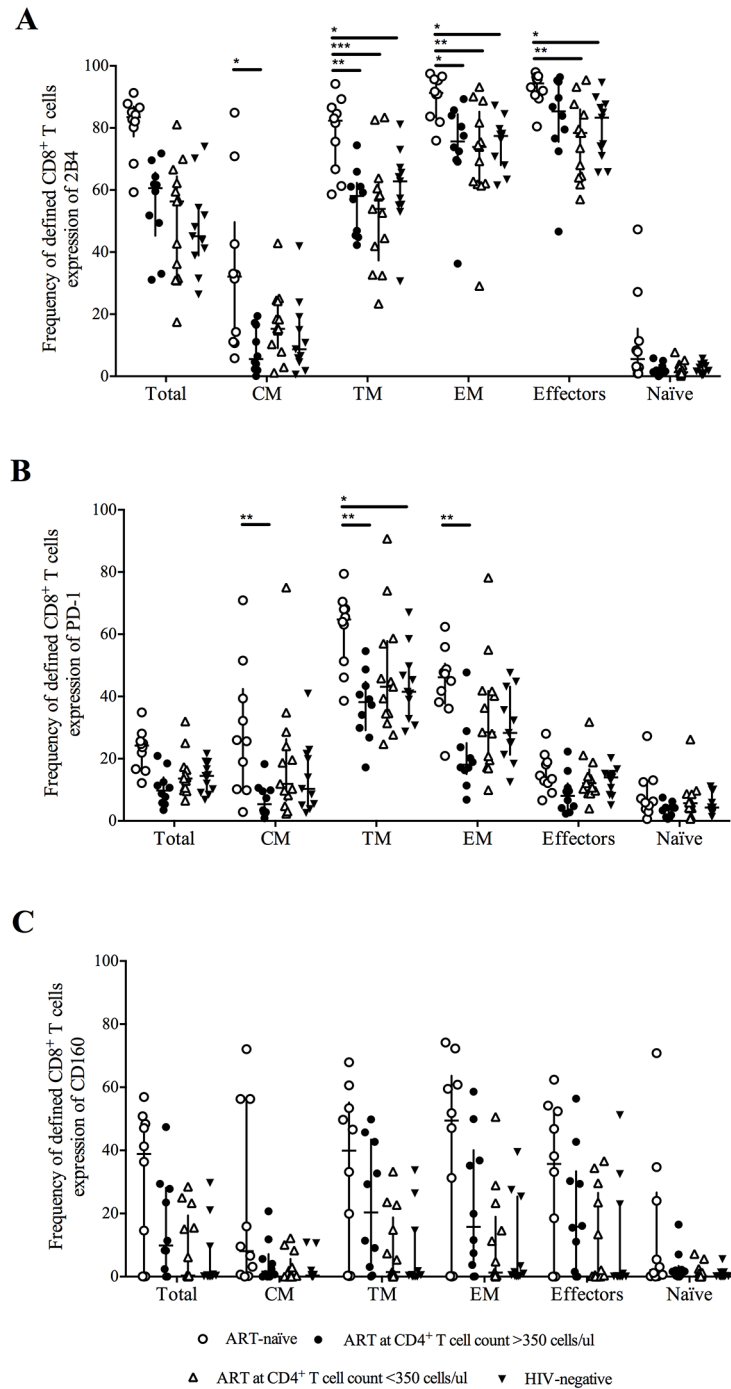 A
Frequency of defined CD8⁺ T cells
expression of 2B4
100
80
60
40
20
0
*
*
***
**
*
**
*
*
**
Total CM TM EM Effectors Naïve
B
Frequency of defined CD8⁺ T cells
expression of PD-1
100
80
60
40
20
0
**
*
**
**
Total CM TM EM Effectors Naïve
C
Frequency of defined CD8⁺ T cells
expression of CD160
100
80
60
40
20
0
Total CM TM EM Effectors Naïve
ART-naïve ART at CD4⁺ T cell count >350 cells/ul
ART at CD4⁺ T cell count <350 cells/ul HIV-negative